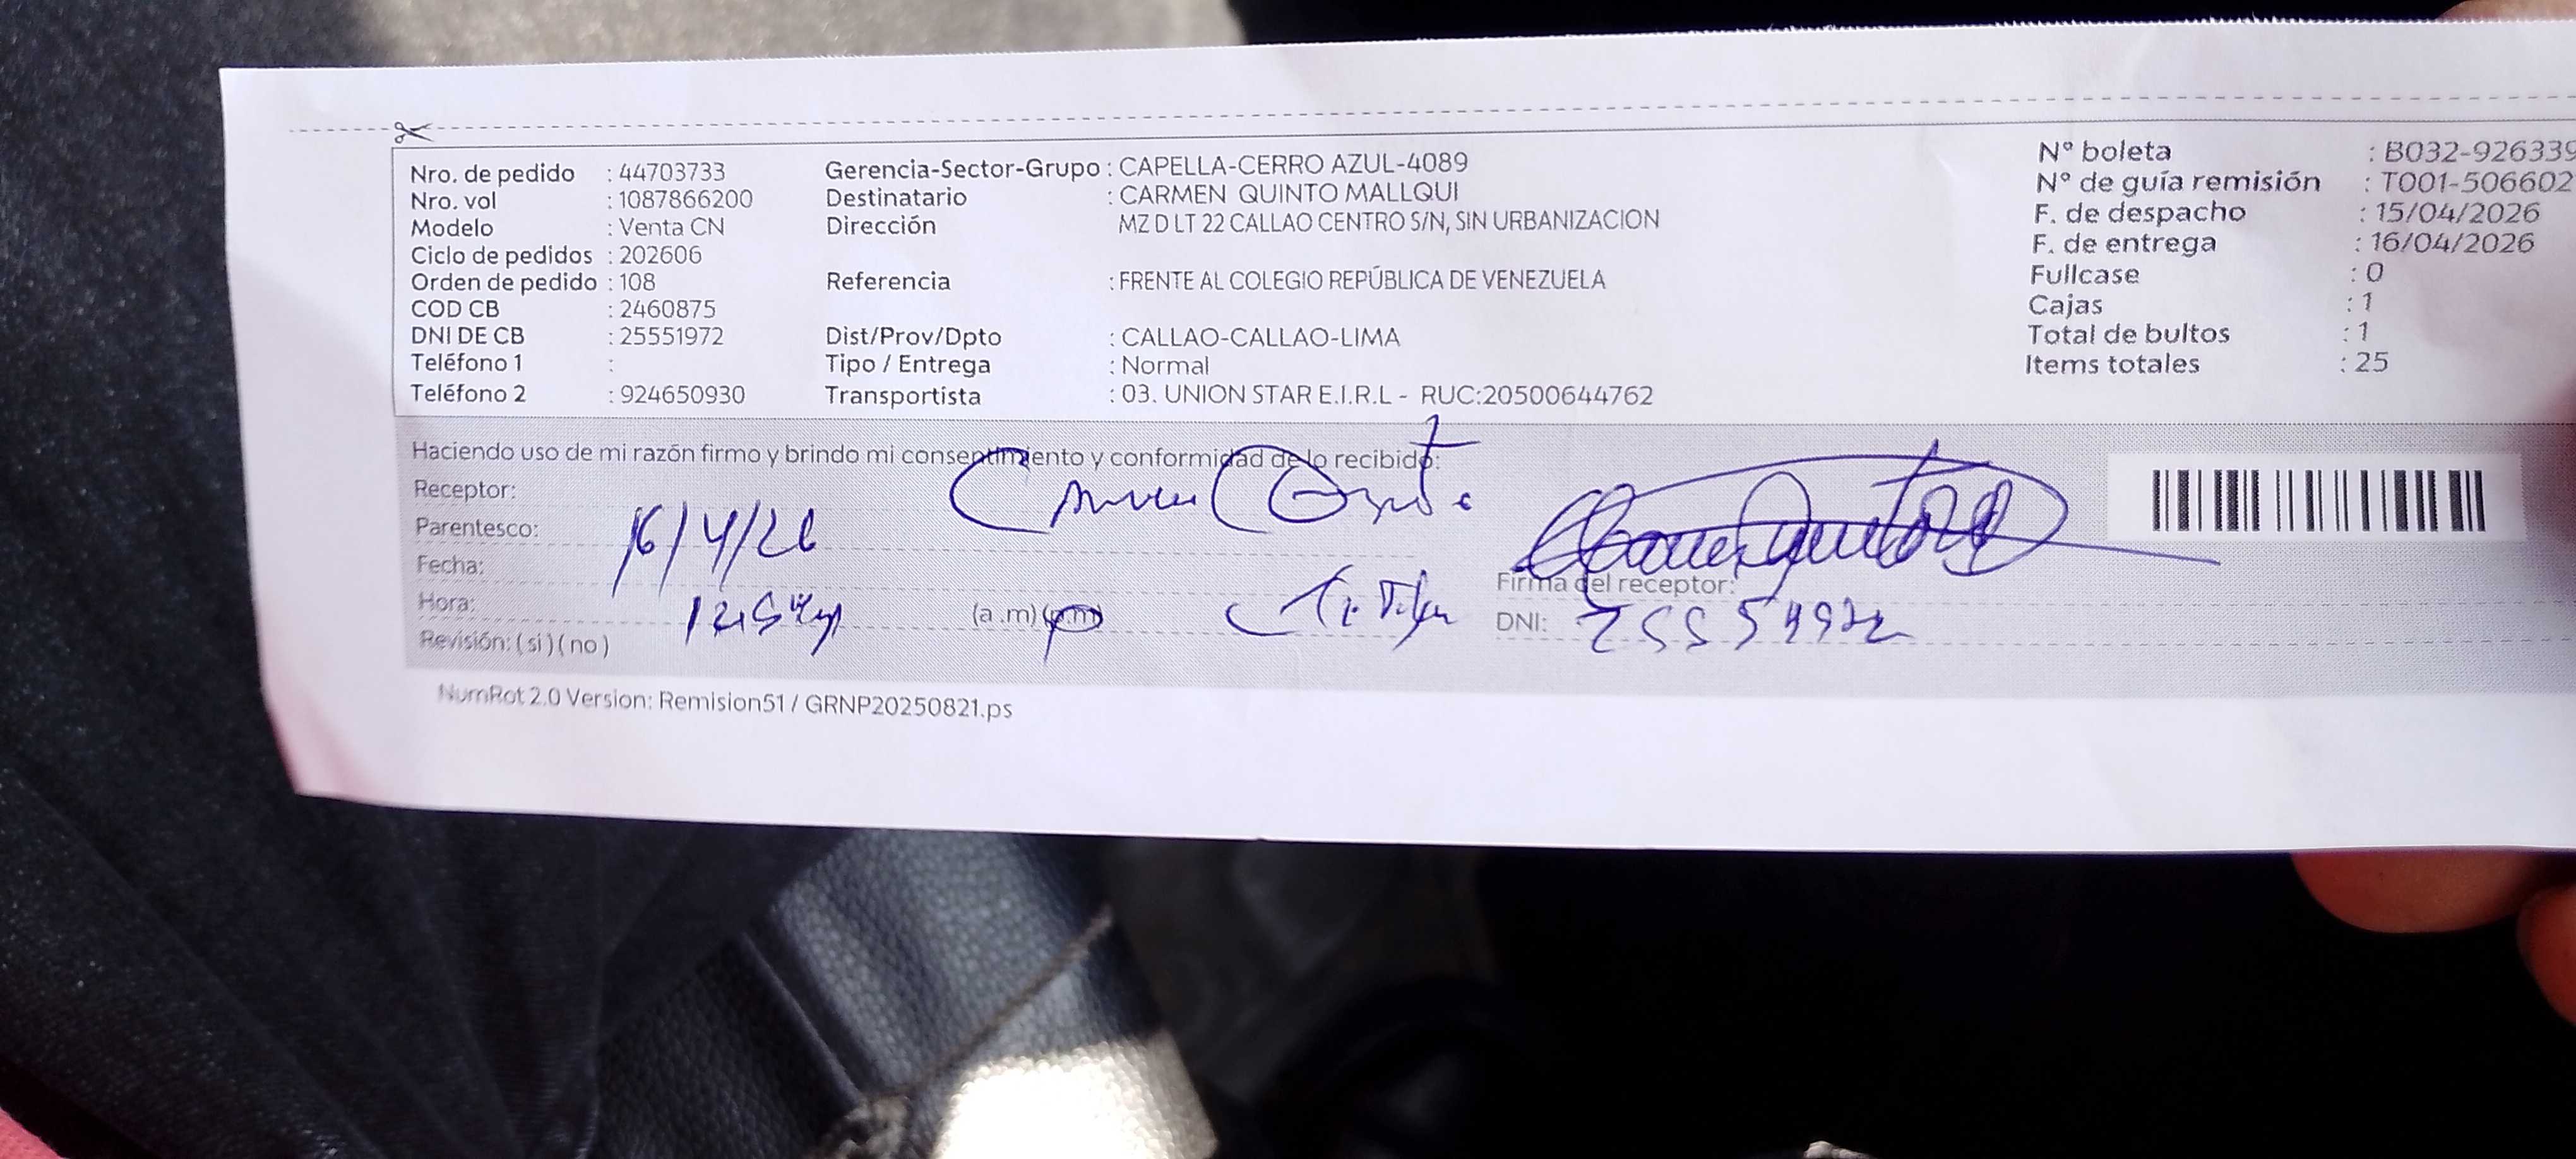 Nro. de pedido : 44703733 Gerencia-Sector-Grupo : CAPELLA-CERRO AZUL-4089 N° boleta : B032-926339
Nro. vol : 1087866200 Destinatario : CARMEN QUINTO MALLQUI N° de guía remisión : T001-506602
Modelo : Venta CN Dirección MZ D LT 22 CALLAO CENTRO S/N, SIN URBANIZACION F. de despacho : 15/04/2026
Ciclo de pedidos : 202606 F. de entrega : 16/04/2026
Orden de pedido : 108 Referencia : FRENTE AL COLEGIO REPÚBLICA DE VENEZUELA Fullcase : 0
COD CB : 2460875 Cajas : 1
DNI DE CB : 25551972 Dist/Prov/Dpto : CALLAO-CALLAO-LIMA Total de bultos : 1
Teléfono 1 : Tipo / Entrega : Normal Items totales : 25
Teléfono 2 : 924650930 Transportista : 03. UNION STAR E.I.R.L - RUC:20500644762
Haciendo uso de mi razón firmo y brindo mi consentimiento y conformidad de lo recibido:
Receptor:
Parentesco:
Fecha: 16/4/26 Firma del receptor:
Hora: (a.m)(p.m) DNI:
Revisión: ( si ) ( no )
NumRot 2.0 Version: Remision51 / GRNP20250821.ps